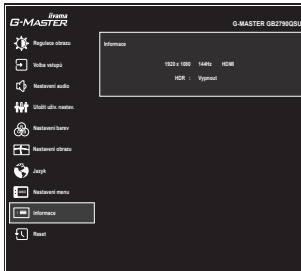 iiyama
G-MASTER
G-MASTER GB2790QSU
Regulace obrazu
Informace
1920 x 1080 144Hz HDMI
HDR : Vypnout
Volba vstupů
Nastavení audio
Uložit uživ. nastav.
Nastavení barev
Nastavení obrazu
Jazyk
Nastavení menu
Informace
Reset